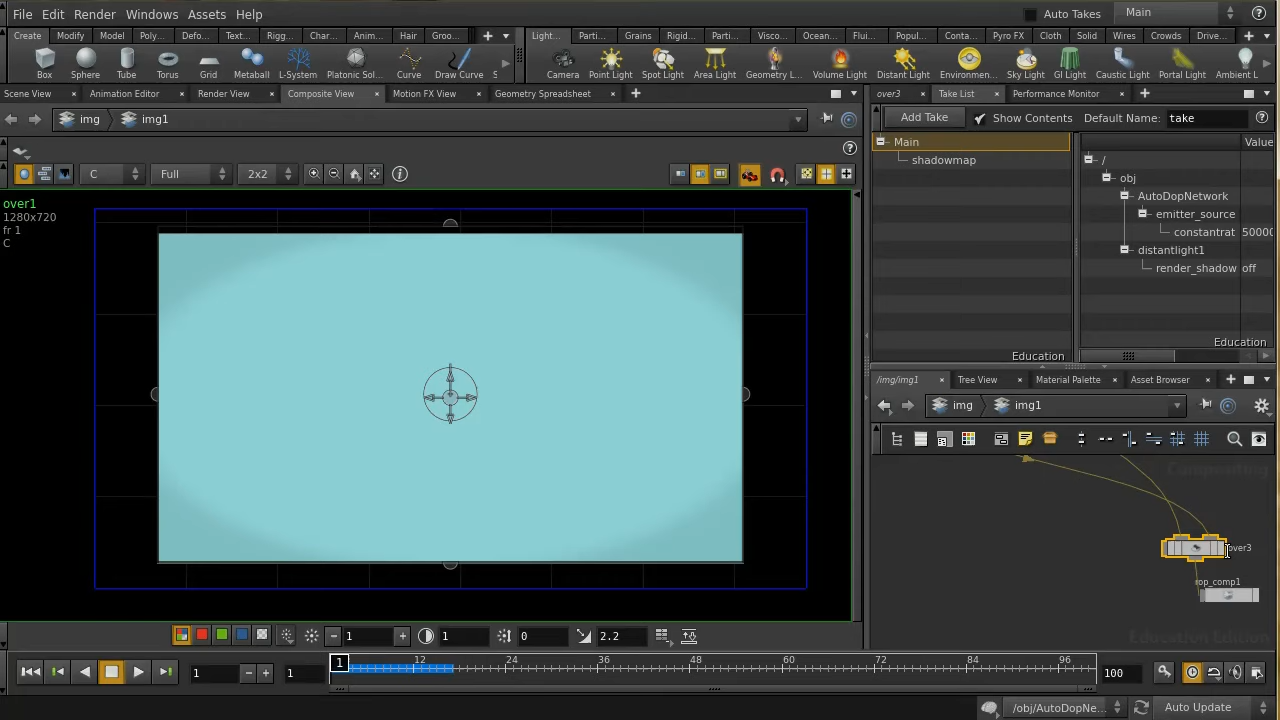 File Edit Render Windows Assets Help Auto Takes Main
Create Modify Model Poly... Defo... Text... Rigg... Char... Anim... Hair Groo... Light... Parti... Grains Rigid... Parti... Visco... Ocean... Flui... Popul... Conta... Pyro FX Cloth Solid Wires Crowds Drive...
Box Sphere Tube Torus Grid Metaball L-System Platonic Sol... Curve Draw Curve S Camera Point Light Spot Light Area Light Geometry L... Volume Light Distant Light Environmen... Sky Light GI Light Caustic Light Portal Light Ambient L
Scene View Animation Editor Render View Composite View Motion FX View Geometry Spreadsheet over3 Take List Performance Monitor
img img1
Add Take Show Contents Default Name: take
Main
shadowmap
Value
/
obj
AutoDopNetwork
emitter_source
constantrat 50000
distantlight1
render_shadow off
Education
Education
C Full 2x2
over1
1280x720
fr 1
C
/img/img1 Tree View Material Palette Asset Browser
img img1
Compositing
over3
rop_comp1
Education Edition
1 1 0 2.2
1 1 1 12 24 36 48 60 72 84 96 100
/obj/AutoDopNe... Auto Update